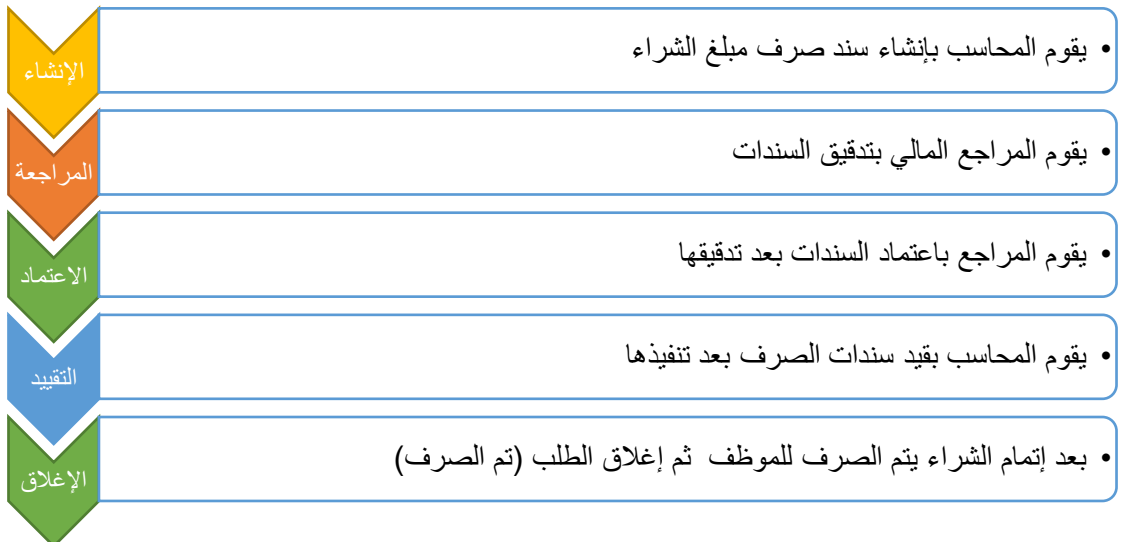 الإنشاء
• يقوم المحاسب بإنشاء سند صرف مبلغ الشراء
المراجعة
• يقوم المراجع المالي بتدقيق السندات
الاعتماد
• يقوم المراجع باعتماد السندات بعد تدقيقها
التقييد
• يقوم المحاسب بقيد سندات الصرف بعد تنفيذها
الإغلاق
• بعد إتمام الشراء يتم الصرف للموظف ثم إغلاق الطلب (تم الصرف)